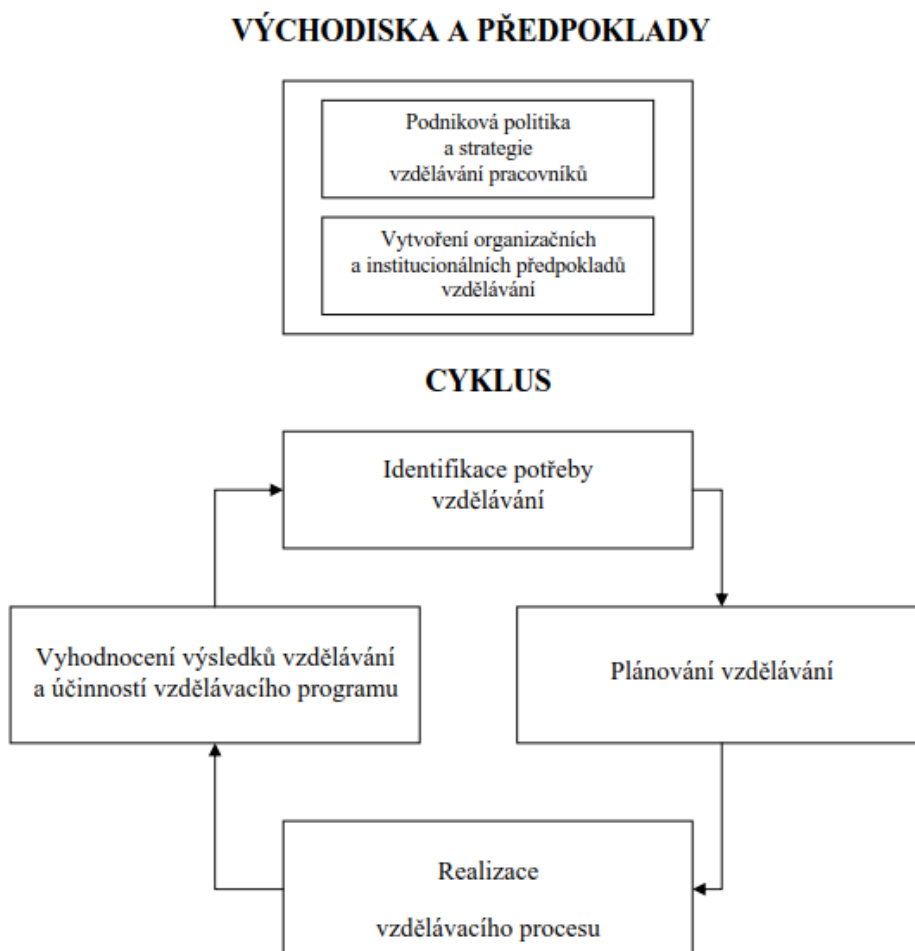 VÝCHODISKA A PŘEDPOKLADY
Podniková politika
a strategie
vzdělávání pracovníků
Vytvoření organizačních
a institucionálních předpokladů
vzdělávání
CYKLUS
Identifikace potřeby
vzdělávání
Vyhodnocení výsledků vzdělávání
a účinností vzdělávacího programu
Plánování vzdělávání
Realizace
vzdělávacího procesu